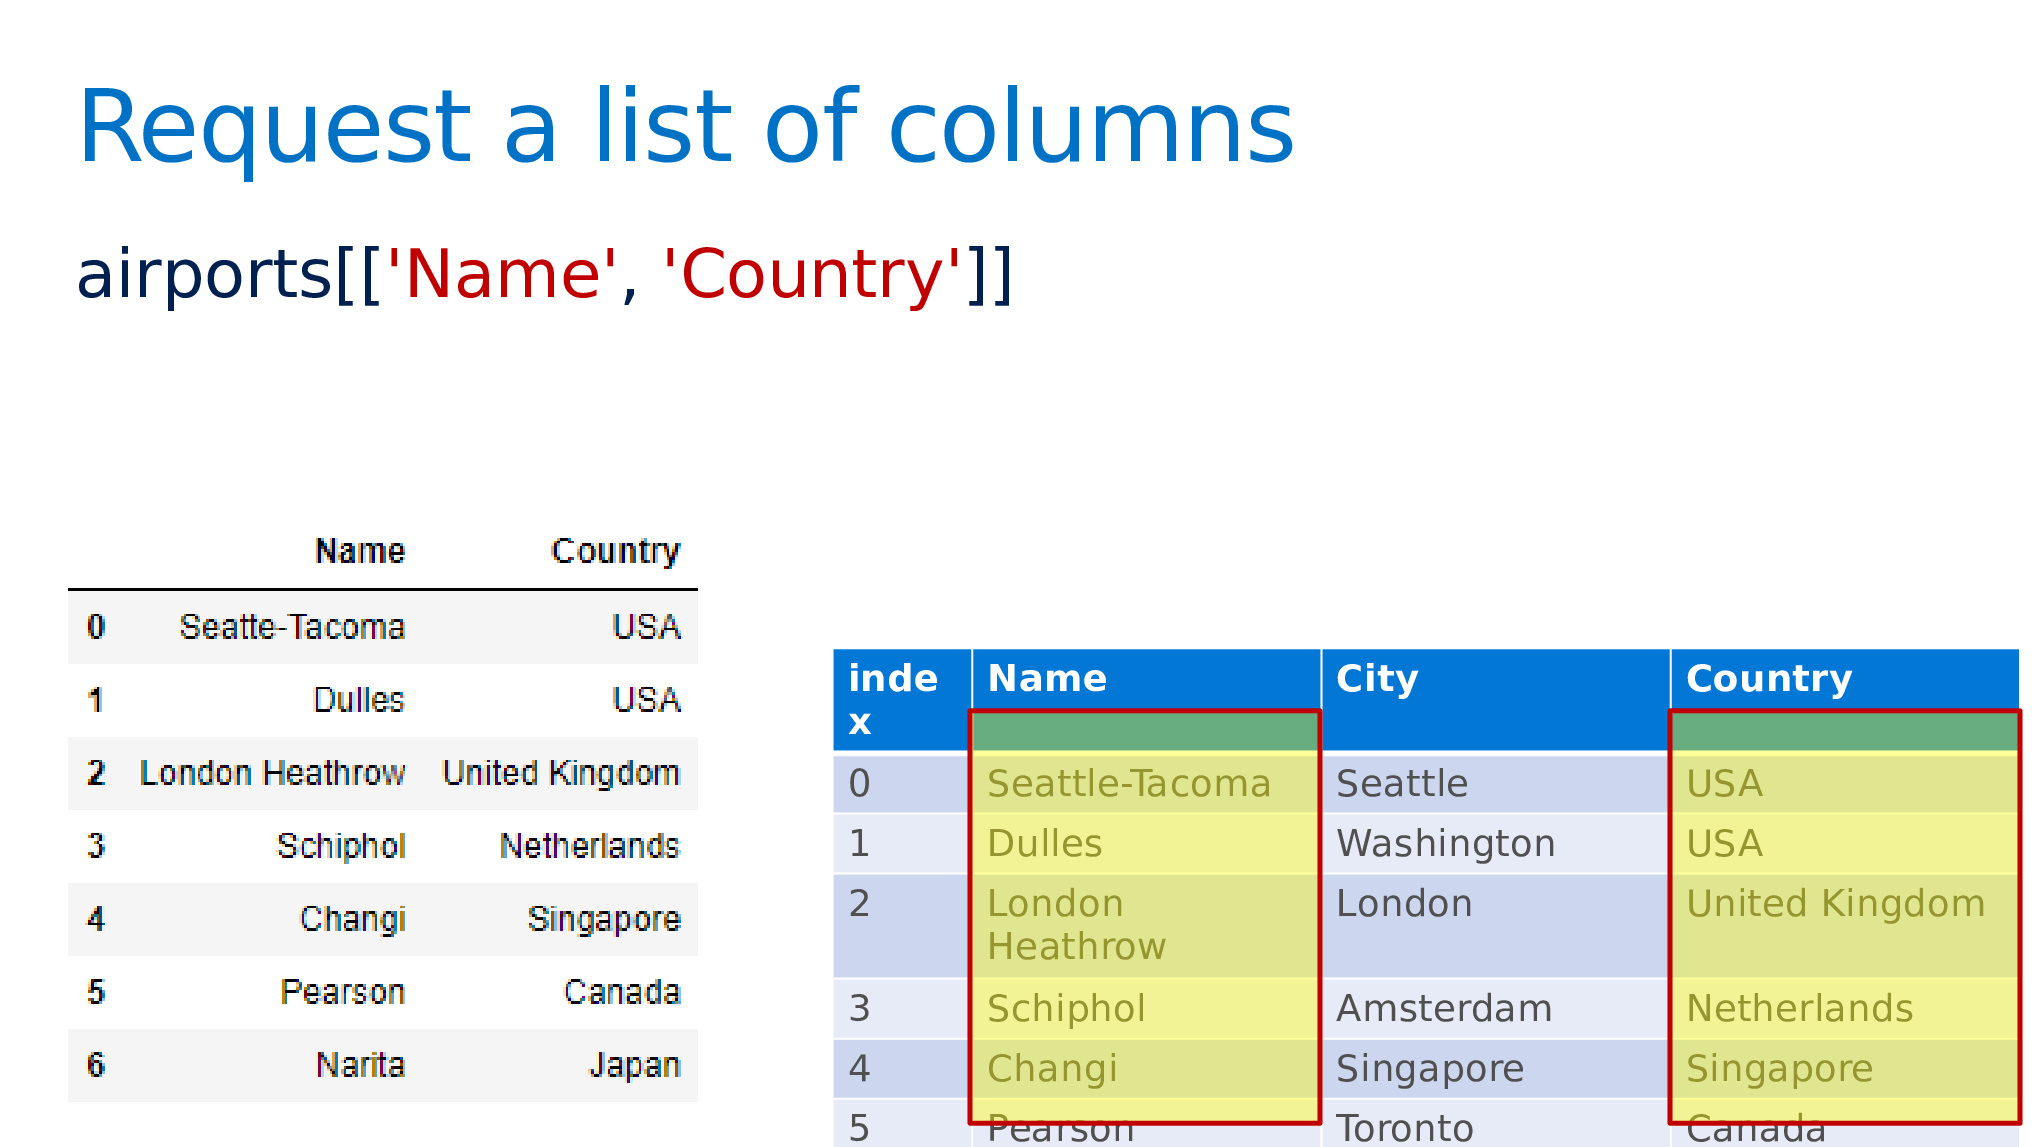 Request a list of columns
airports[['Name', 'Country']]
Name Country
0 Seatte-Tacoma USA
1 Dulles USA
2 London Heathrow United Kingdom
3 Schiphol Netherlands
4 Changi Singapore
5 Pearson Canada
6 Narita Japan
inde Name City Country
x
0 Seattle-Tacoma Seattle USA
1 Dulles Washington USA
2 London London United Kingdom
Heathrow
3 Schiphol Amsterdam Netherlands
4 Changi Singapore Singapore
5 Pearson Toronto Canada